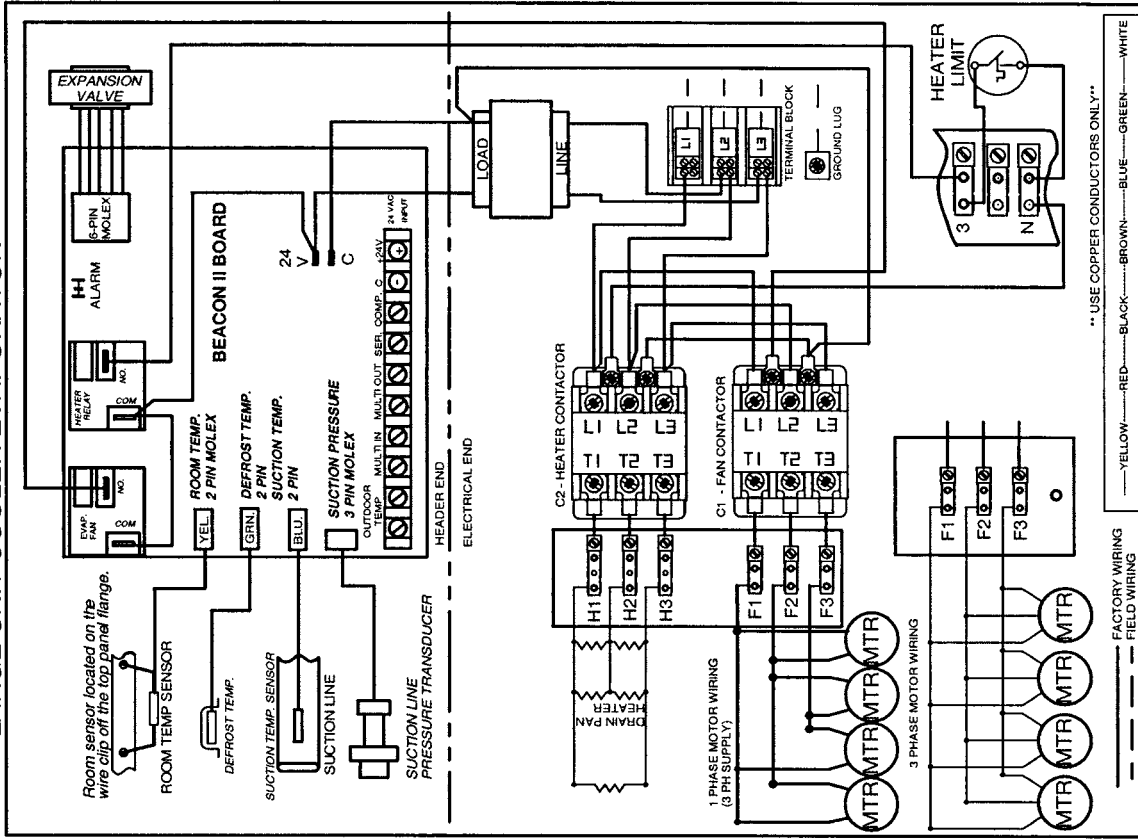 EXPANSION
VALVE
6-PIN
MOLEX
ALARM
HEATER
RELAY
NO.
COM
EVAP.
FAN
NO.
COM
BEACON II BOARD
24
V
C
24 VAC
INPUT
+24V
C
COMP.
SER.
MULTI OUT
MULTI IN
OUTDOOR
TEMP
YEL.
ROOM TEMP.
2 PIN MOLEX
GRN.
DEFROST TEMP.
2 PIN
BLU.
SUCTION TEMP.
2 PIN
SUCTION PRESSURE
3 PIN MOLEX
HEADER END
ELECTRICAL END
Room sensor located on the
wire clip off the top panel flange.
ROOM TEMP SENSOR
DEFROST TEMP.
SUCTION TEMP. SENSOR
SUCTION LINE
SUCTION LINE
PRESSURE TRANSDUCER
LOAD
LINE
L1
L2
L3
TERMINAL BLOCK
GROUND LUG
HEATER
LIMIT
3
N
C2 - HEATER CONTACTOR
L1 L2 L3
T1 T2 T3
C1 - FAN CONTACTOR
L1 L2 L3
T1 T2 T3
H1
H2
H3
F1
F2
F3
DRAIN PAN
HEATER
1 PHASE MOTOR WIRING
(3 PH SUPPLY)
MTR
MTR
MTR
MTR
3 PHASE MOTOR WIRING
F1
F2
F3
MTR
MTR
MTR
MTR
** USE COPPER CONDUCTORS ONLY**
YELLOW RED BLACK BROWN BLUE GREEN WHITE
FACTORY WIRING
FIELD WIRING